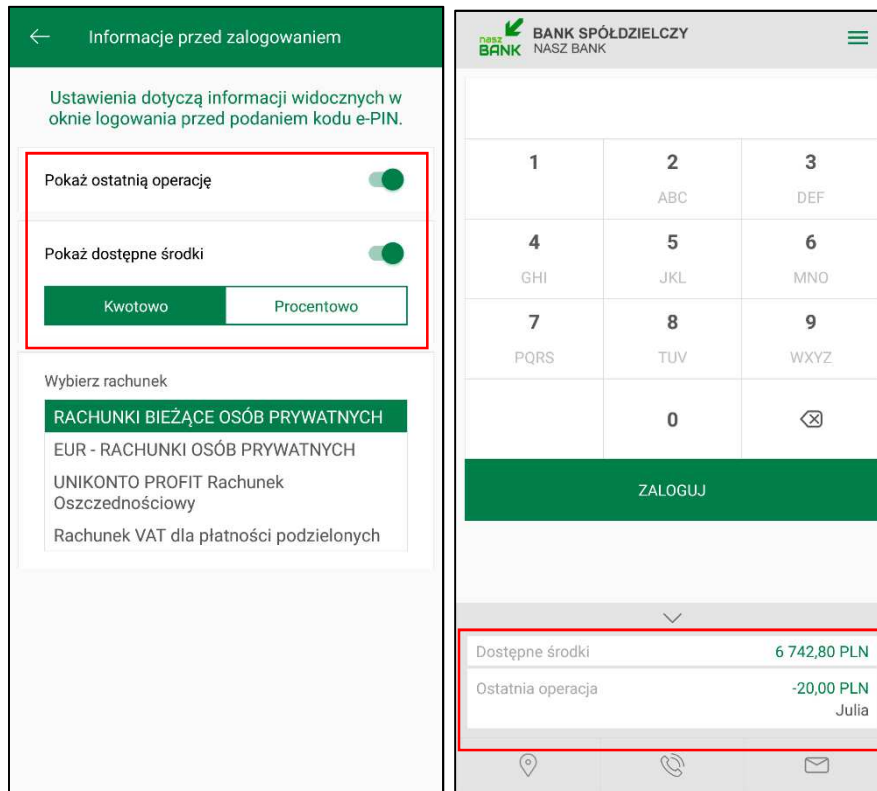 Informacje przed zalogowaniem
Ustawienia dotyczą informacji widocznych w
oknie logowania przed podaniem kodu e-PIN.
Pokaż ostatnią operację
Pokaż dostępne środki
Kwotowo Procentowo
Wybierz rachunek
RACHUNKI BIEŻĄCE OSÓB PRYWATNYCH
EUR - RACHUNKI OSÓB PRYWATNYCH
UNIKONTO PROFIT Rachunek
Oszczędnościowy
Rachunek VAT dla płatności podzielonych
nasz
BANK
BANK SPÓŁDZIELCZY
NASZ BANK
1 2 3
ABC DEF
4 5 6
GHI JKL MNO
7 8 9
PQRS TUV WXYZ
0
ZALOGUJ
Dostępne środki 6 742,80 PLN
Ostatnia operacja -20,00 PLN
Julia